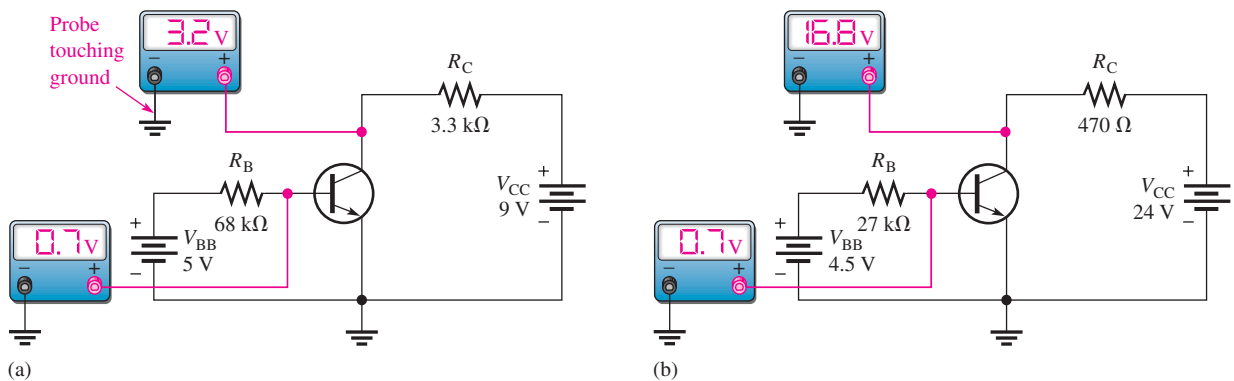 Probe
touching
ground
3.2 V
− +
R_C
3.3 kΩ
R_B
68 kΩ
+
V_CC
9 V
−
+
V_BB
5 V
−
0.7 V
− +
(a)
16.8 V
− +
R_C
470 Ω
R_B
27 kΩ
+
V_CC
24 V
−
+
V_BB
4.5 V
−
0.7 V
− +
(b)